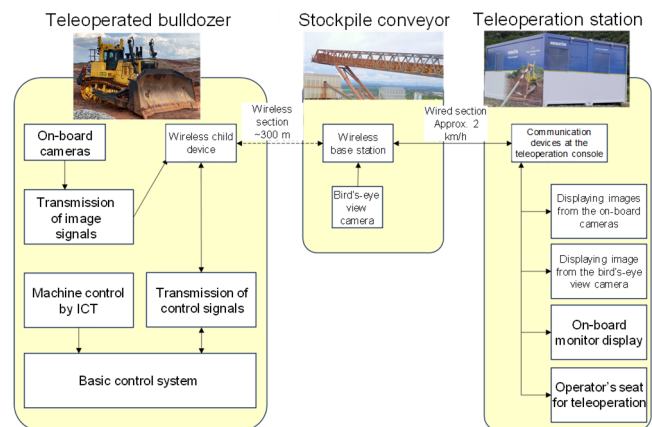 Teleoperated bulldozer
Stockpile conveyor
Teleoperation station
On-board
cameras
Wireless child
device
Transmission
of image
signals
Machine control
by ICT
Transmission of
control signals
Basic control system
Wireless
section
~300 m
Wireless
base station
Bird's-eye
view
camera
Wired section
Approx. 2
km/h
Communication
devices at the
teleoperation console
Displaying images
from the on-board
cameras
Displaying image
from the bird's-eye
view camera
On-board
monitor display
Operator's seat
for teleoperation